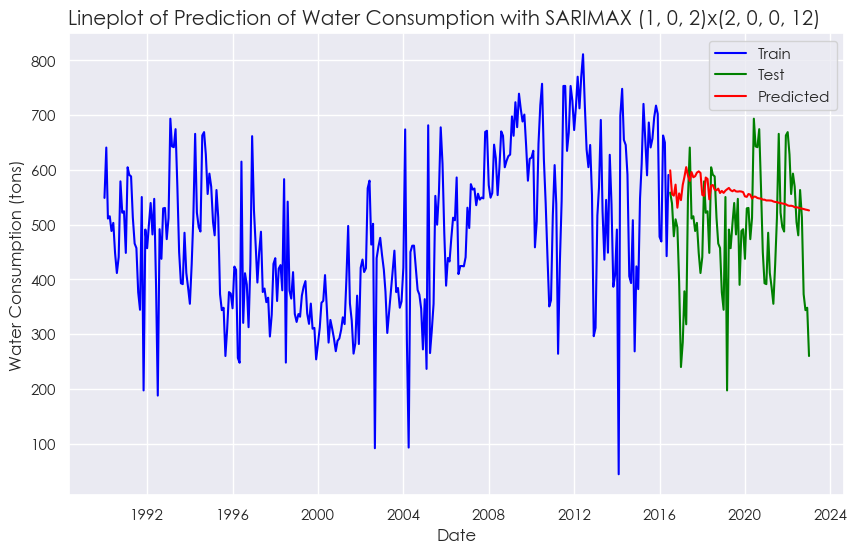 Lineplot of Prediction of Water Consumption with SARIMAX (1, 0, 2)x(2, 0, 0, 12)
Train
Test
Predicted
Water Consumption (tons)
800
700
600
500
400
300
200
100
1992
1996
2000
2004
2008
2012
2016
2020
2024
Date